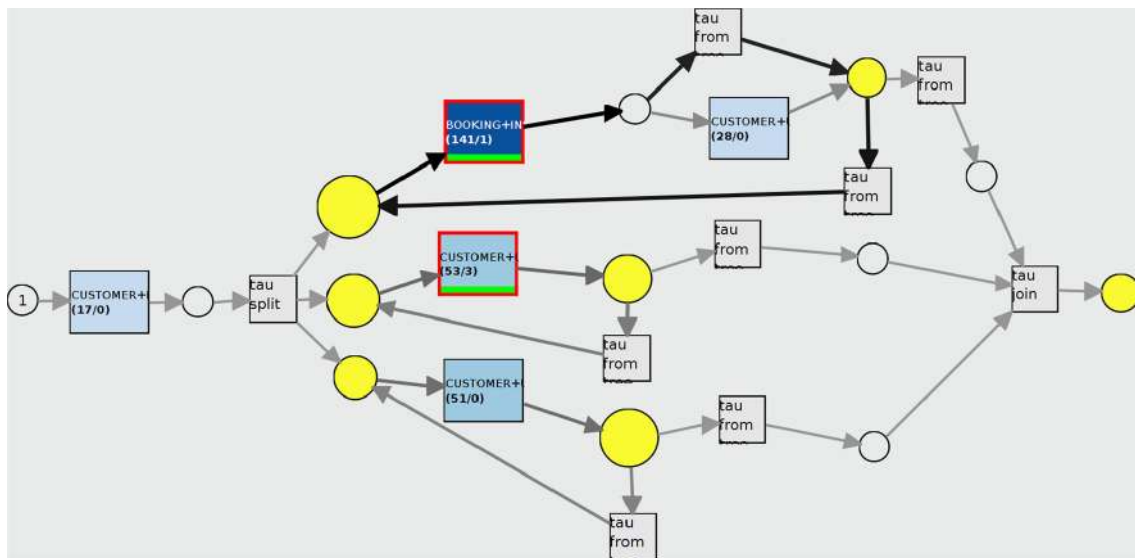 tau
from
tau
from
BOOKING+IN
(141/1)
CUSTOMER+
(28/0)
tau
from
tau
from
CUSTOMER+
(53/3)
1
CUSTOMER+
(17/0)
tau
split
tau
join
tau
from
CUSTOMER+
(51/0)
tau
from
tau
from